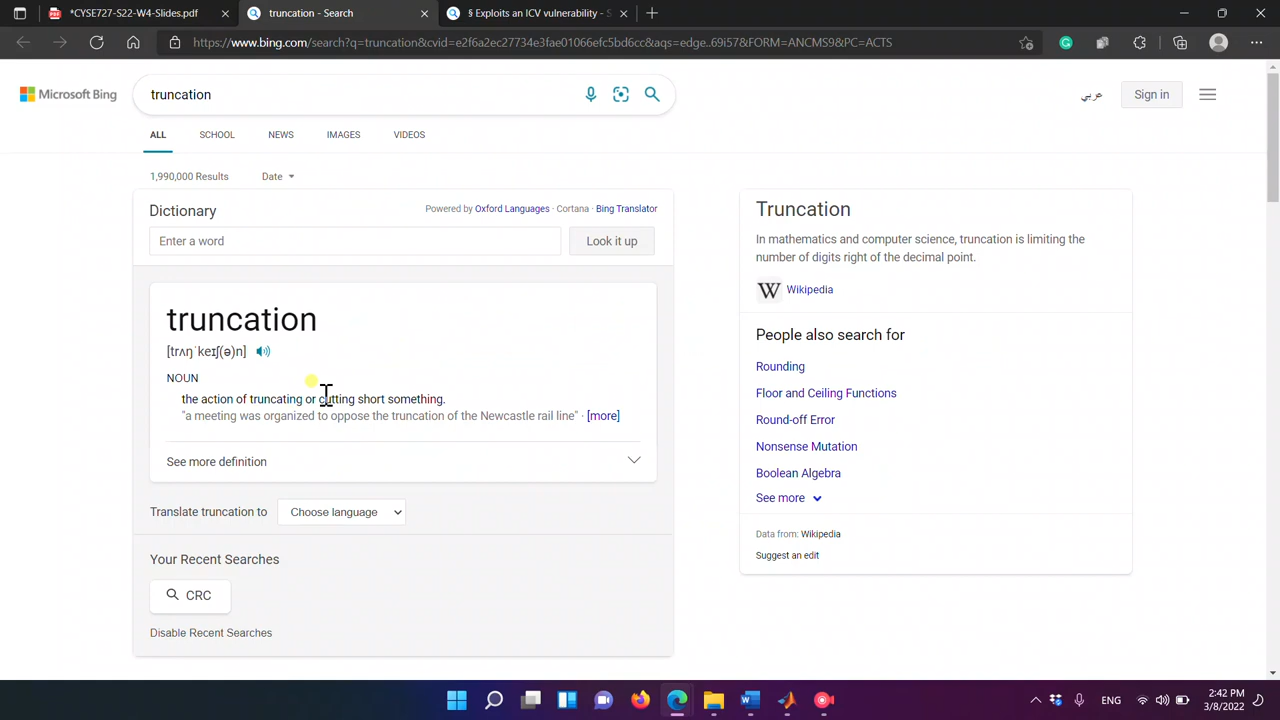 *CYSE727-S22-W4-Slides.pdf
truncation - Search
§ Exploits an ICV vulnerability - S
https://www.bing.com/search?q=truncation&cvid=e2f6a2ec27734e3fae01066efc5bd6cc&aqs=edge..69i57&FORM=ANCMS9&PC=ACTS
Microsoft Bing
truncation
عربي
Sign in
ALL
SCHOOL
NEWS
IMAGES
VIDEOS
1,990,000 Results
Date
Dictionary
Powered by Oxford Languages · Cortana · Bing Translator
Enter a word
Look it up
truncation
[trʌŋˈkeɪʃ(ə)n]
NOUN
the action of truncating or cutting short something.
"a meeting was organized to oppose the truncation of the Newcastle rail line" · [more]
See more definition
Translate truncation to
Choose language
Your Recent Searches
CRC
Disable Recent Searches
Truncation
In mathematics and computer science, truncation is limiting the
number of digits right of the decimal point.
W Wikipedia
People also search for
Rounding
Floor and Ceiling Functions
Round-off Error
Nonsense Mutation
Boolean Algebra
See more
Data from: Wikipedia
Suggest an edit
ENG
2:42 PM
3/8/2022